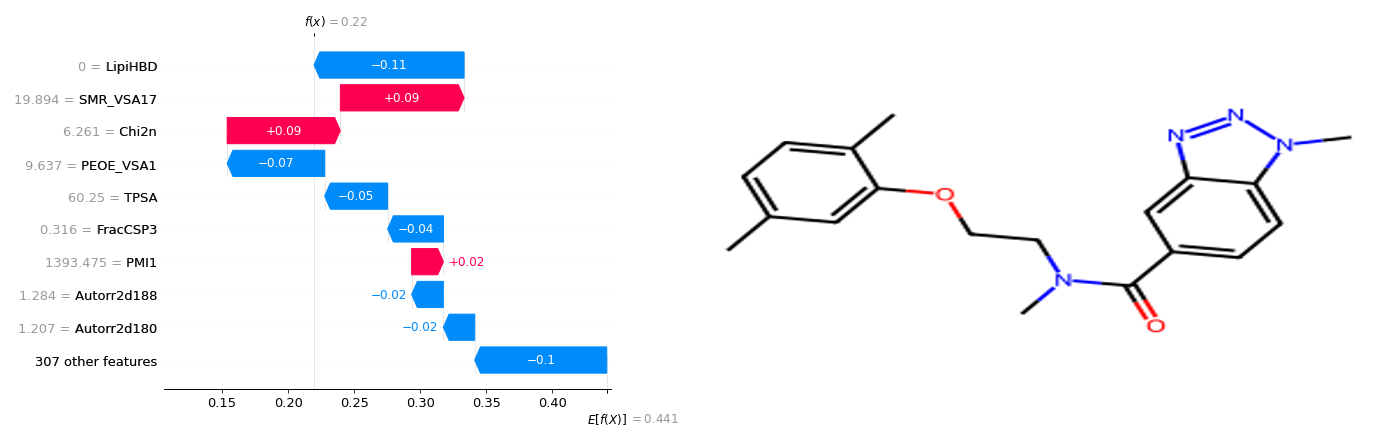 f(x) = 0.22
0 = LipiHBD
−0.11
19.894 = SMR_VSA17
+0.09
6.261 = Chi2n
+0.09
9.637 = PEOE_VSA1
−0.07
60.25 = TPSA
−0.05
0.316 = FracCSP3
−0.04
1393.475 = PMI1
+0.02
1.284 = Autorr2d188
−0.02
1.207 = Autorr2d180
−0.02
307 other features
−0.1
0.15 0.20 0.25 0.30 0.35 0.40
E[f(X)] = 0.441
N
N
N
O
N
O